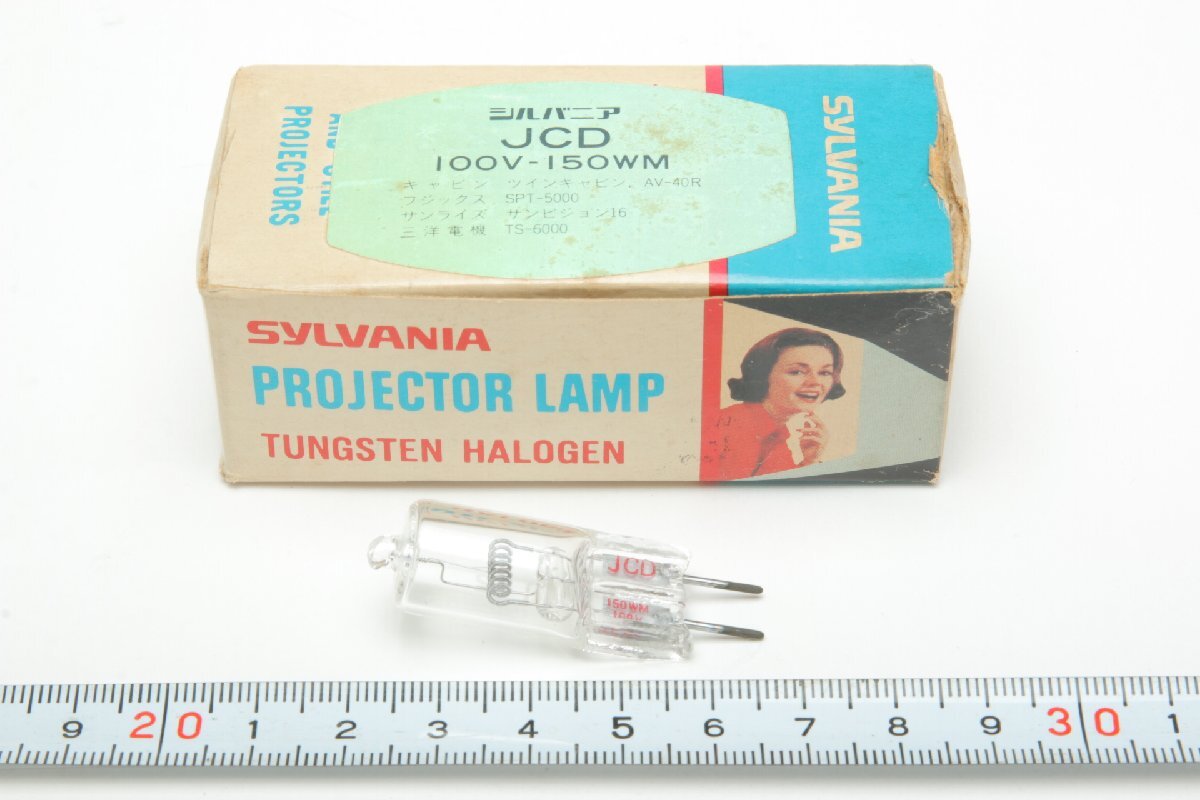 シルバニア
JCD
100V-150WM
キャビン ツインキャビン, AV-40R
フジックス SPT-5000
サンライズ サンビジョン16
三洋電機 TS-6000
PROJECTORS
SYLVANIA
SYLVANIA
PROJECTOR LAMP
TUNGSTEN HALOGEN
JCD
150WM
100V
9 20 1 2 3 4 5 6 7 8 9 30 1